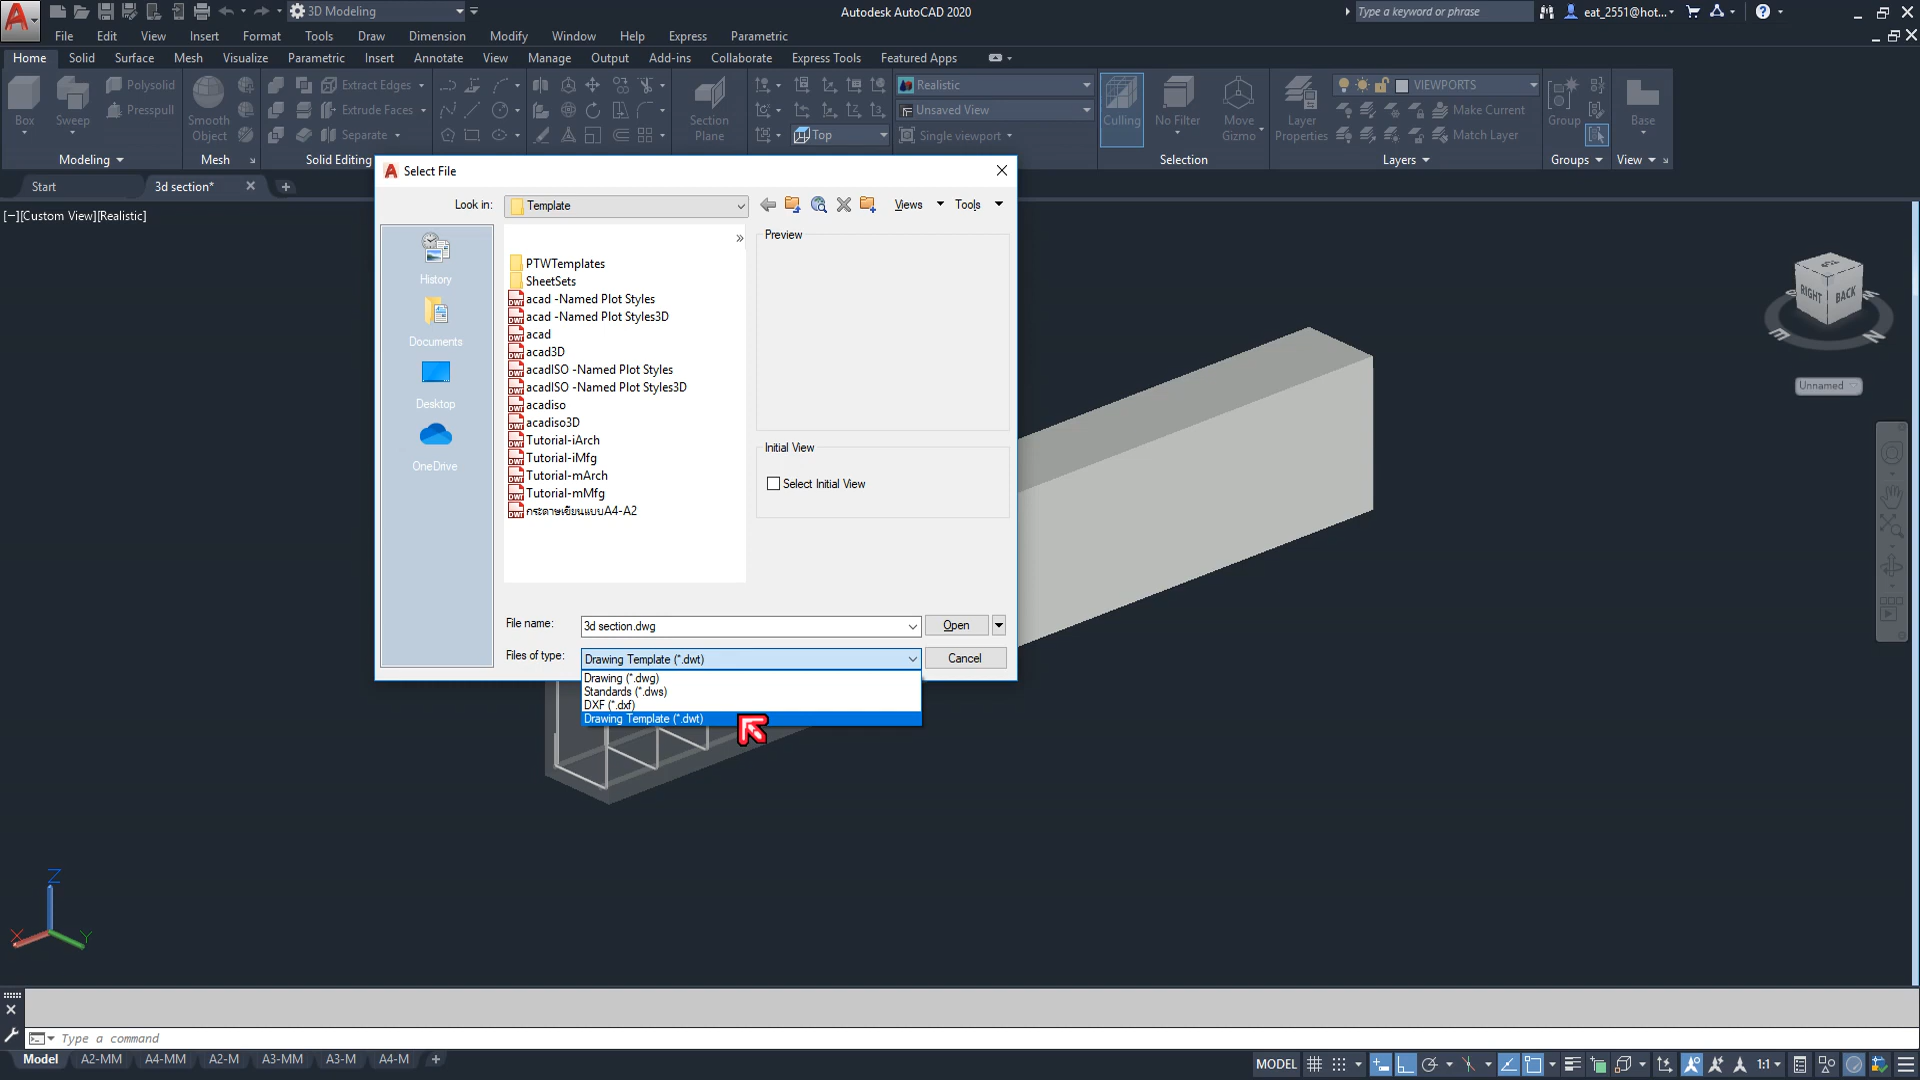 3D Modeling
Autodesk AutoCAD 2020
Type a keyword or phrase
eat_2551@hot...
File Edit View Insert Format Tools Draw Dimension Modify Window Help Express Parametric
Home Solid Surface Mesh Visualize Parametric Insert Annotate View Manage Output Add-ins Collaborate Express Tools Featured Apps
Box
Sweep
Polysolid
Presspull
Modeling
Smooth Object
Mesh
Extract Edges
Extrude Faces
Separate
Solid Editing
Section Plane
Top
Realistic
Unsaved View
Single viewport
Culling
No Filter
Move Gizmo
Selection
Layer Properties
VIEWPORTS
Make Current
Match Layer
Layers
Group
Groups
Base
View
Start
3d section*
[−][Custom View][Realistic]
Select File
Look in:
Template
Views
Tools
History
Documents
Desktop
OneDrive
PTWTemplates
SheetSets
acad -Named Plot Styles
acad -Named Plot Styles3D
acad
acad3D
acadISO -Named Plot Styles
acadISO -Named Plot Styles3D
acadiso
acadiso3D
Tutorial-iArch
Tutorial-iMfg
Tutorial-mArch
Tutorial-mMfg
กระดาษเขียนแบบA4-A2
Preview
Initial View
Select Initial View
File name:
3d section.dwg
Open
Files of type:
Drawing Template (*.dwt)
Cancel
Drawing (*.dwg)
Standards (*.dws)
DXF (*.dxf)
Drawing Template (*.dwt)
RIGHT
BACK
Unnamed
Z
X
Y
Type a command
Model A2-MM A4-MM A2-M A3-MM A3-M A4-M
MODEL
1:1